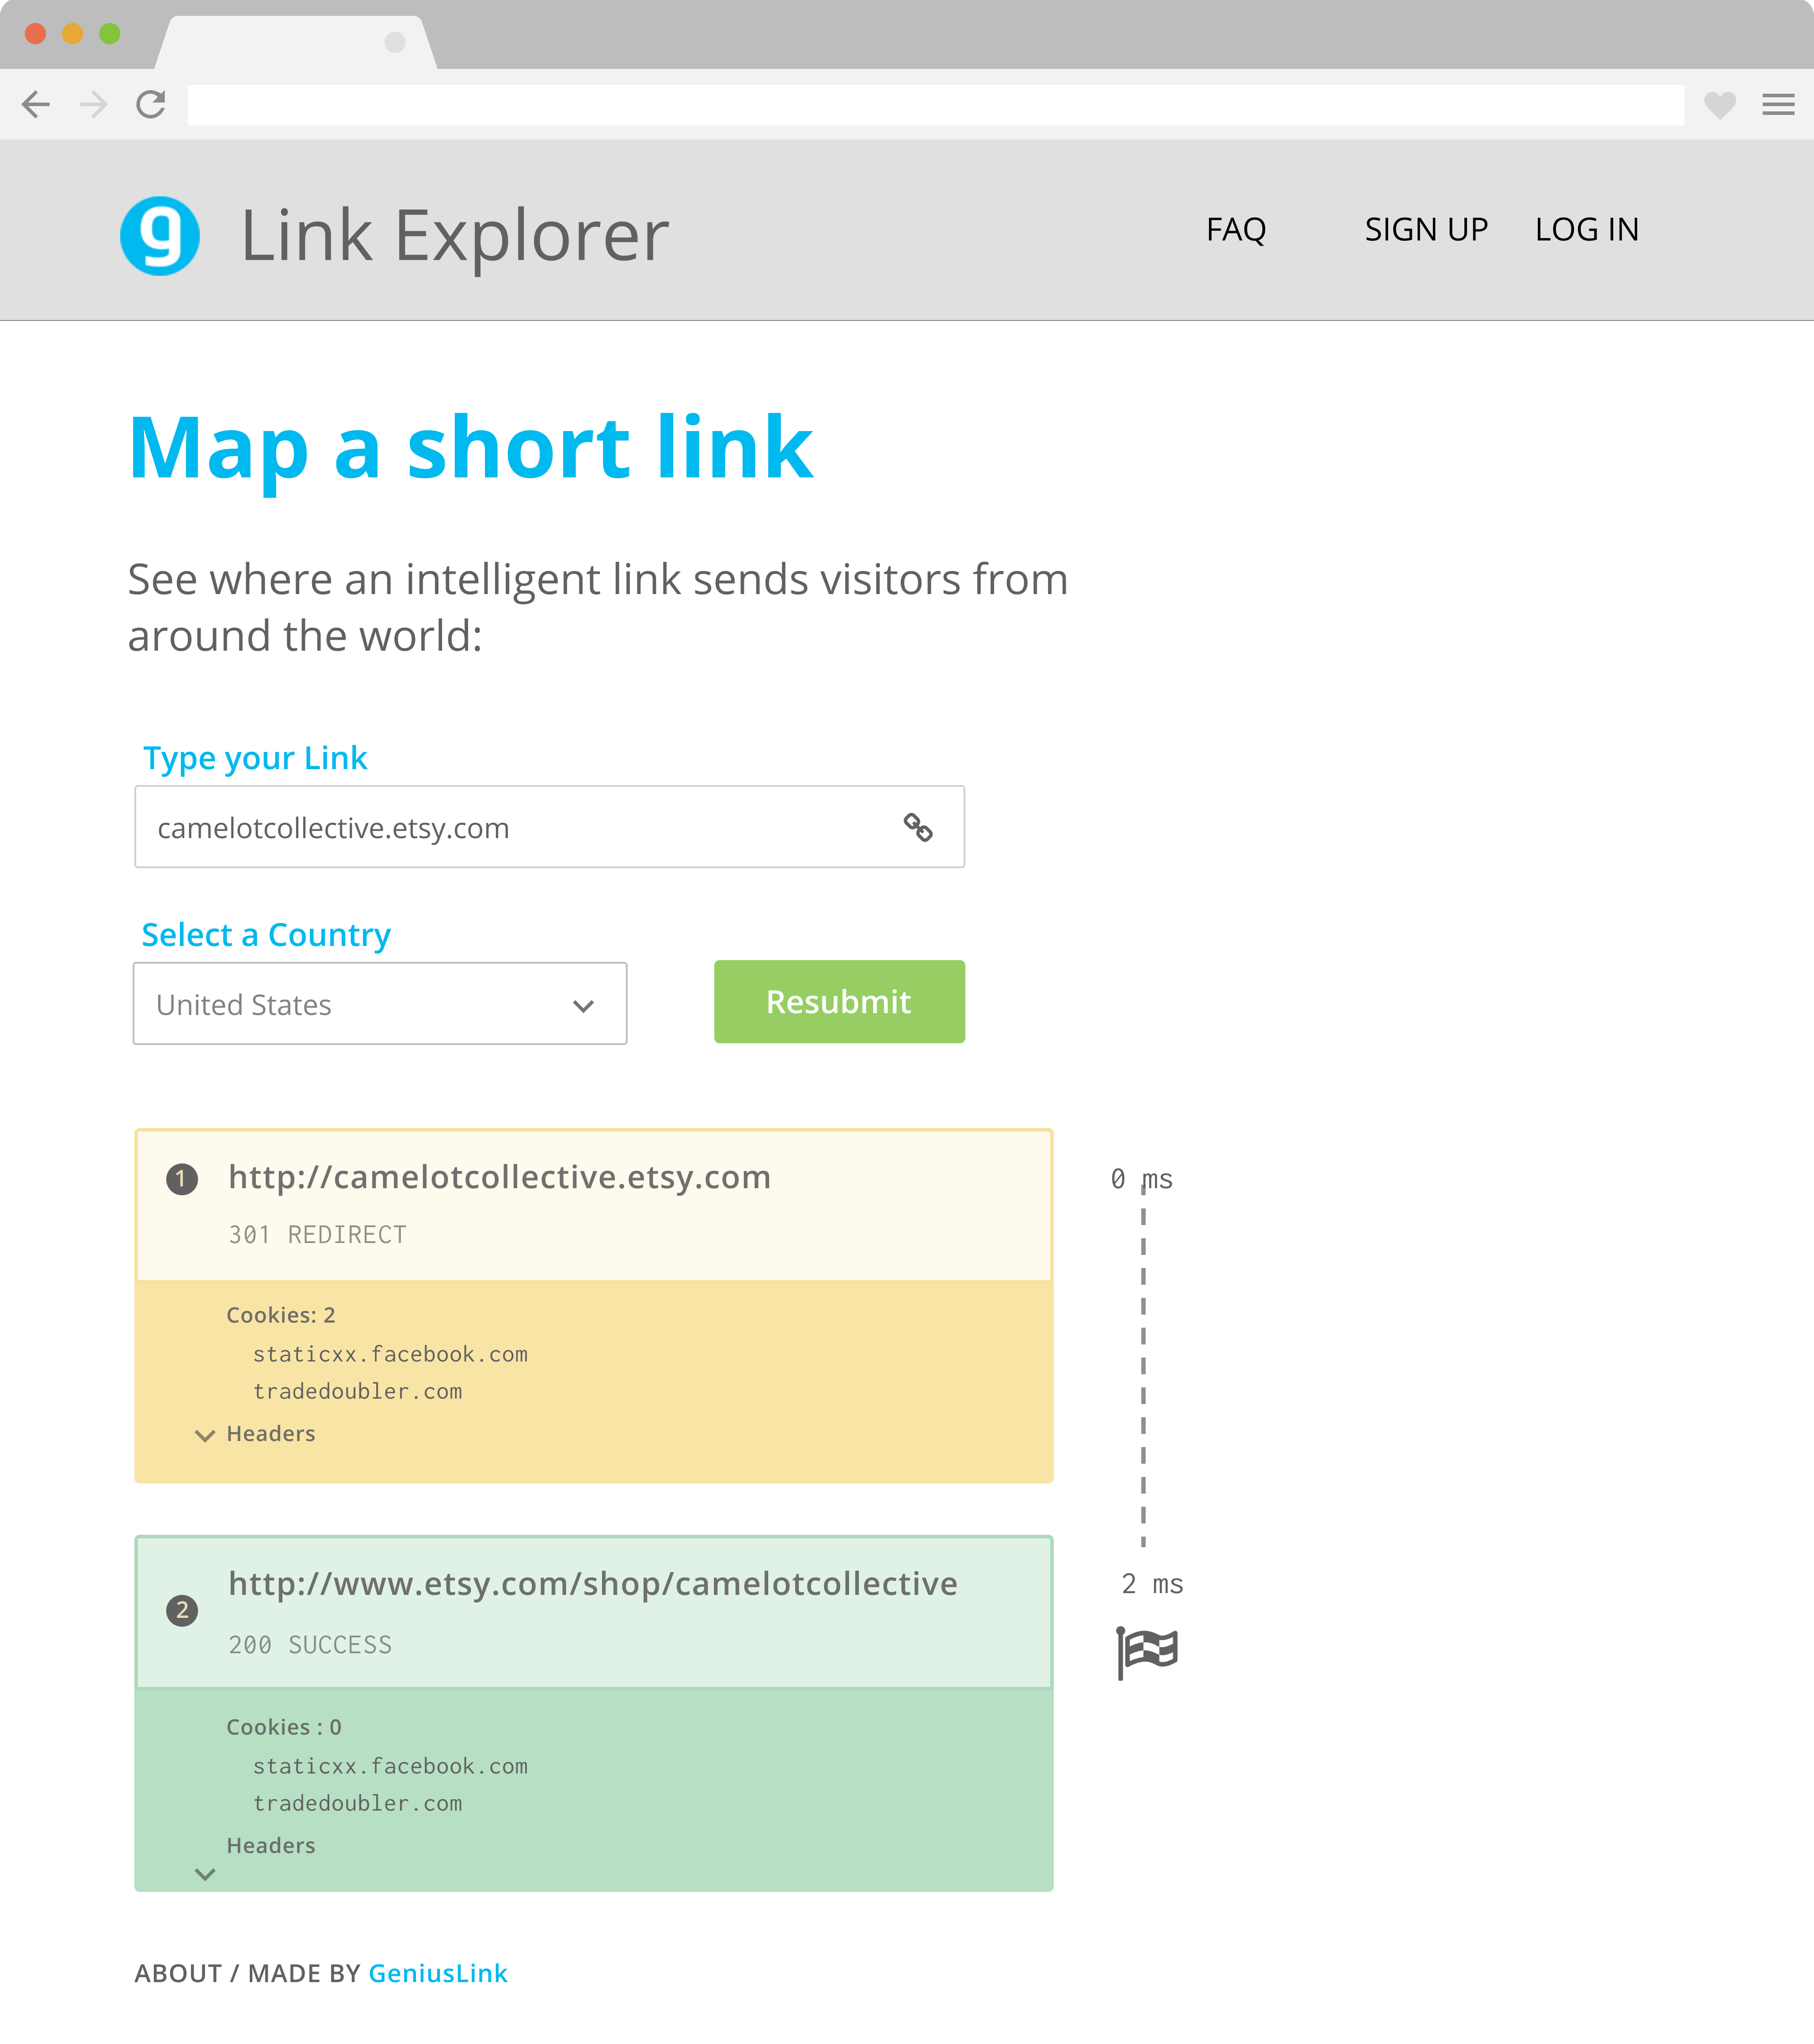 g Link Explorer FAQ SIGN UP LOG IN
Map a short link
See where an intelligent link sends visitors from
around the world:
Type your Link
camelotcollective.etsy.com
Select a Country
United States
Resubmit
1 http://camelotcollective.etsy.com 0 ms
301 REDIRECT
Cookies: 2
staticxx.facebook.com
tradedoubler.com
Headers
2 http://www.etsy.com/shop/camelotcollective 2 ms
200 SUCCESS
Cookies : 0
staticxx.facebook.com
tradedoubler.com
Headers
ABOUT / MADE BY GeniusLink